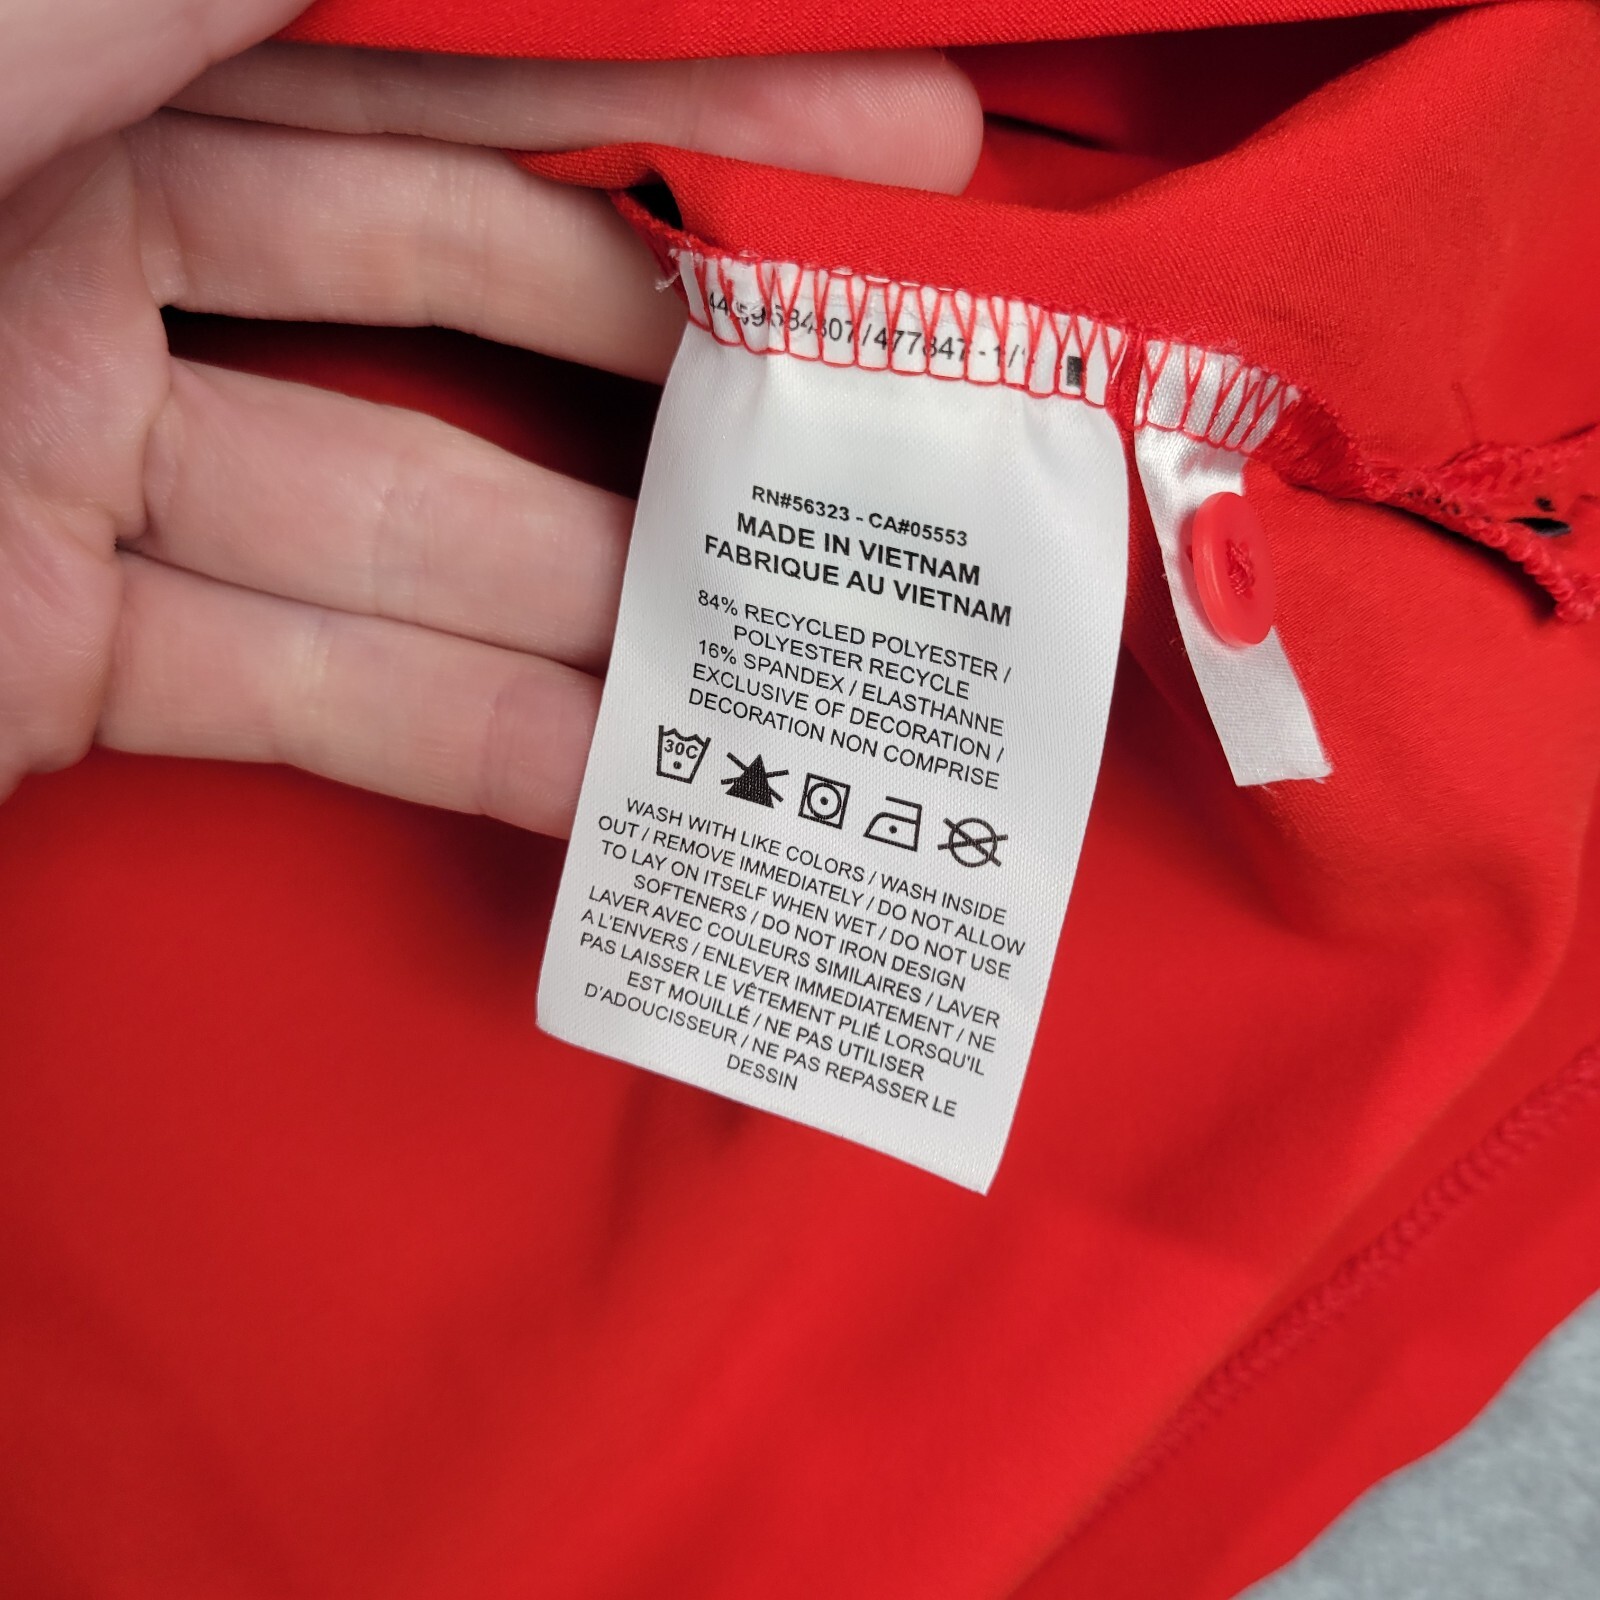 RN#56323 - CA#05553
MADE IN VIETNAM
FABRIQUE AU VIETNAM
84% RECYCLED POLYESTER /
POLYESTER RECYCLE
16% SPANDEX / ELASTHANNE
EXCLUSIVE OF DECORATION /
DECORATION NON COMPRISE
30C
WASH WITH LIKE COLORS / WASH INSIDE
OUT / REMOVE IMMEDIATELY / DO NOT ALLOW
TO LAY ON ITSELF WHEN WET / DO NOT USE
SOFTENERS / DO NOT IRON DESIGN
LAVER AVEC COULEURS SIMILAIRES / LAVER
A L'ENVERS / ENLEVER IMMEDIATEMENT / NE
PAS LAISSER LE VÊTEMENT PLIÉ LORSQU'IL
EST MOUILLÉ / NE PAS UTILISER
D'ADOUCISSEUR / NE PAS REPASSER LE
DESSIN